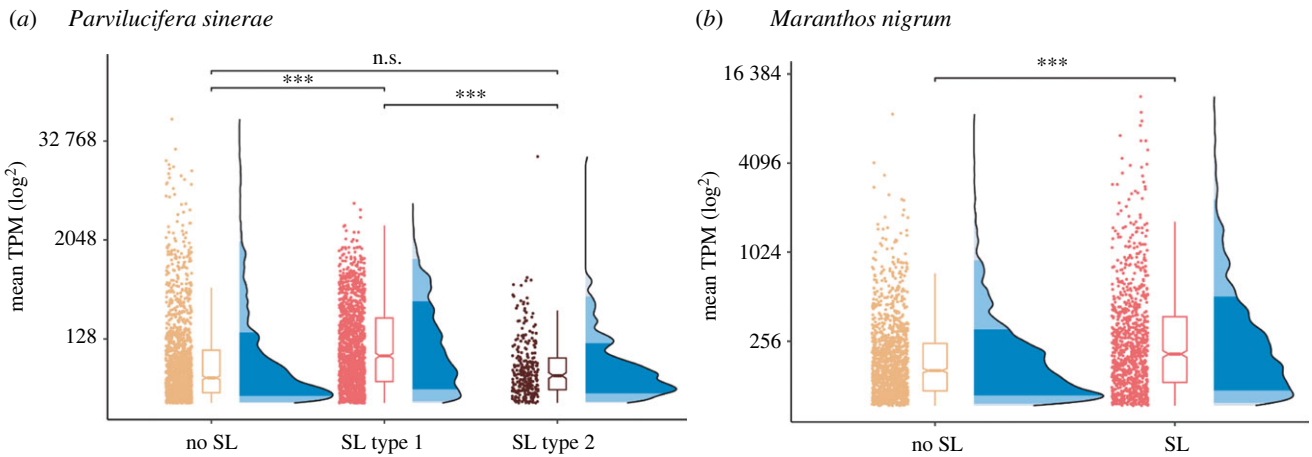 (a) Parvilucifera sinerae
n.s.
***
***
32 768
2048
128
mean TPM (log²)
no SL
SL type 1
SL type 2
(b) Maranthos nigrum
***
16 384
4096
1024
256
mean TPM (log²)
no SL
SL